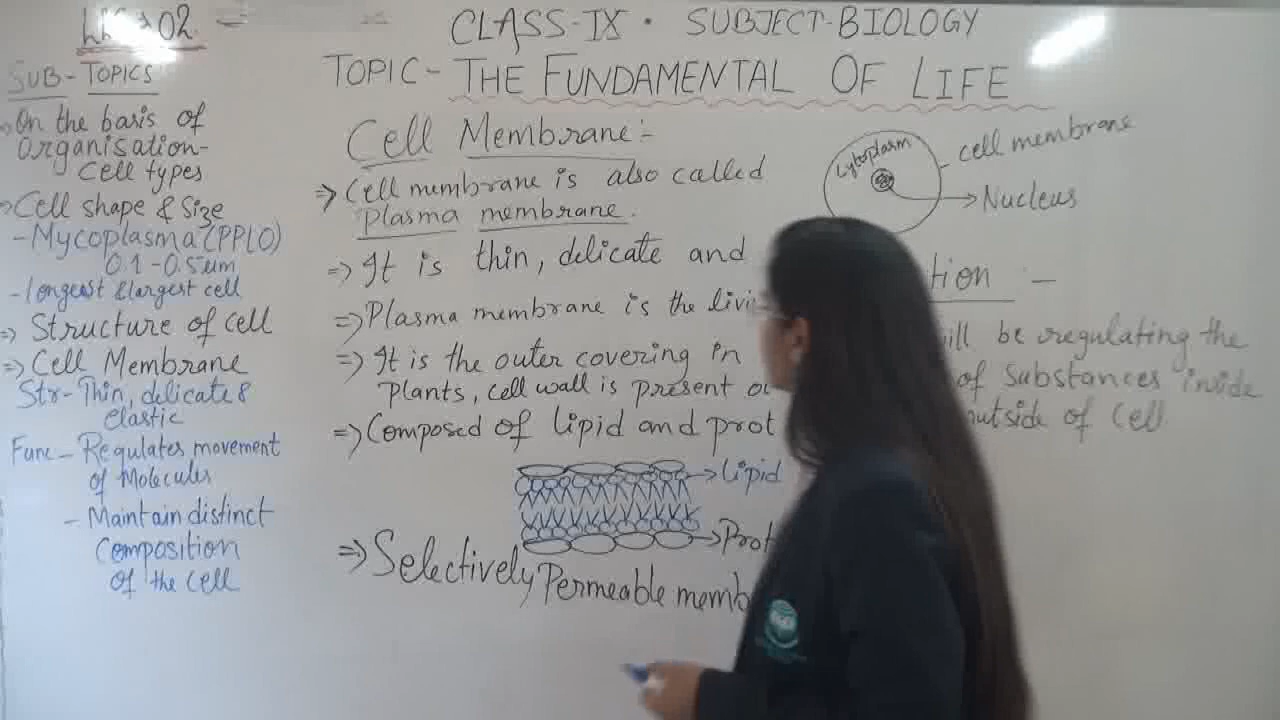 02
CLASS-IX • SUBJECT-BIOLOGY
TOPIC- THE FUNDAMENTAL OF LIFE
SUB-TOPICS
On the basis of
Organisation-
Cell types
Cell shape & Size
- Mycoplasma (PPLO)
0.1-0.5um
- longest & largest cell
=> Structure of cell
=> Cell Membrane
Str- Thin, delicate &
elastic
Func - Regulates movement
of Molecules
- Maintain distinct
Composition
of the cell
Cell Membrane:-
=> Cell membrane is also called
plasma membrane.
=> It is thin, delicate and
=> Plasma membrane is the livi
=> It is the outer covering in
plants, cell wall is present o
=> Composed of lipid and prot
-> Lipid
-> Prot
=> Selectively Permeable memb
Cytoplasm
cell membrane
-> Nucleus
tion :-
ill be regulating the
of Substances inside
outside of Cell